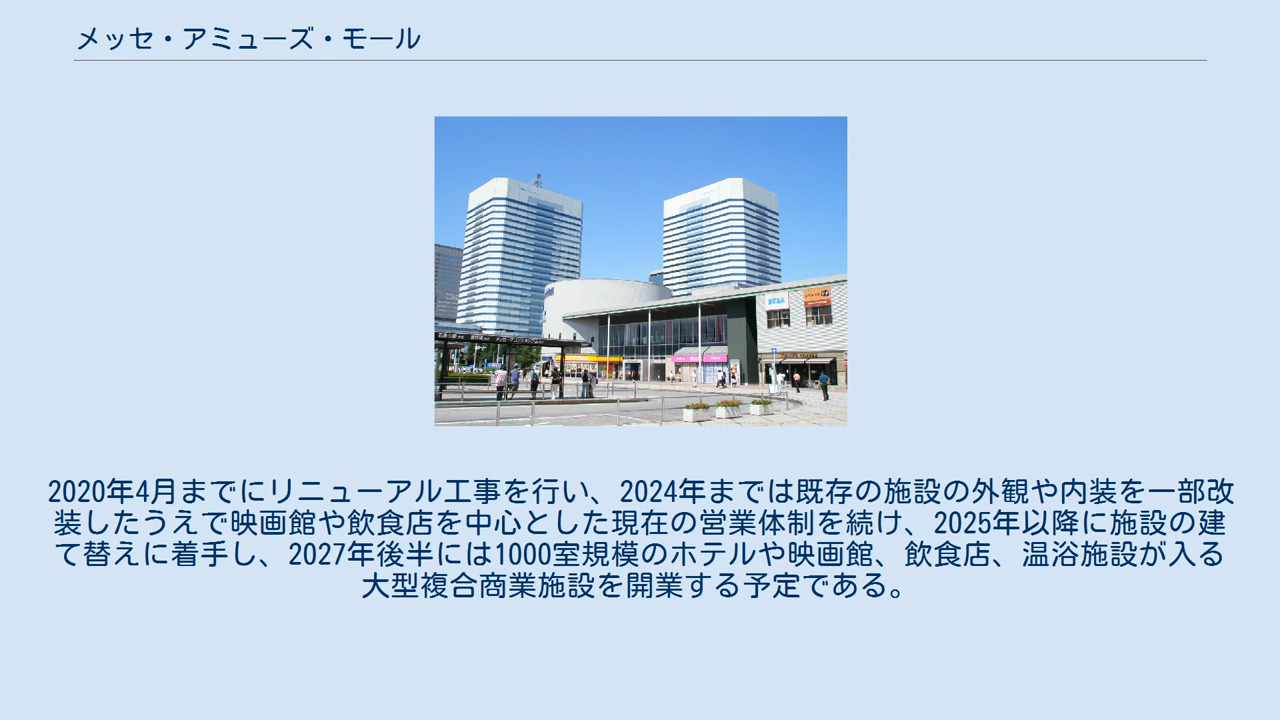 メッセ・アミューズ・モール
SEGA
2020年4月までにリニューアル工事を行い、2024年までは既存の施設の外観や内装を一部改
装したうえで映画館や飲食店を中心とした現在の営業体制を続け、2025年以降に施設の建
て替えに着手し、2027年後半には1000室規模のホテルや映画館、飲食店、温浴施設が入る
大型複合商業施設を開業する予定である。